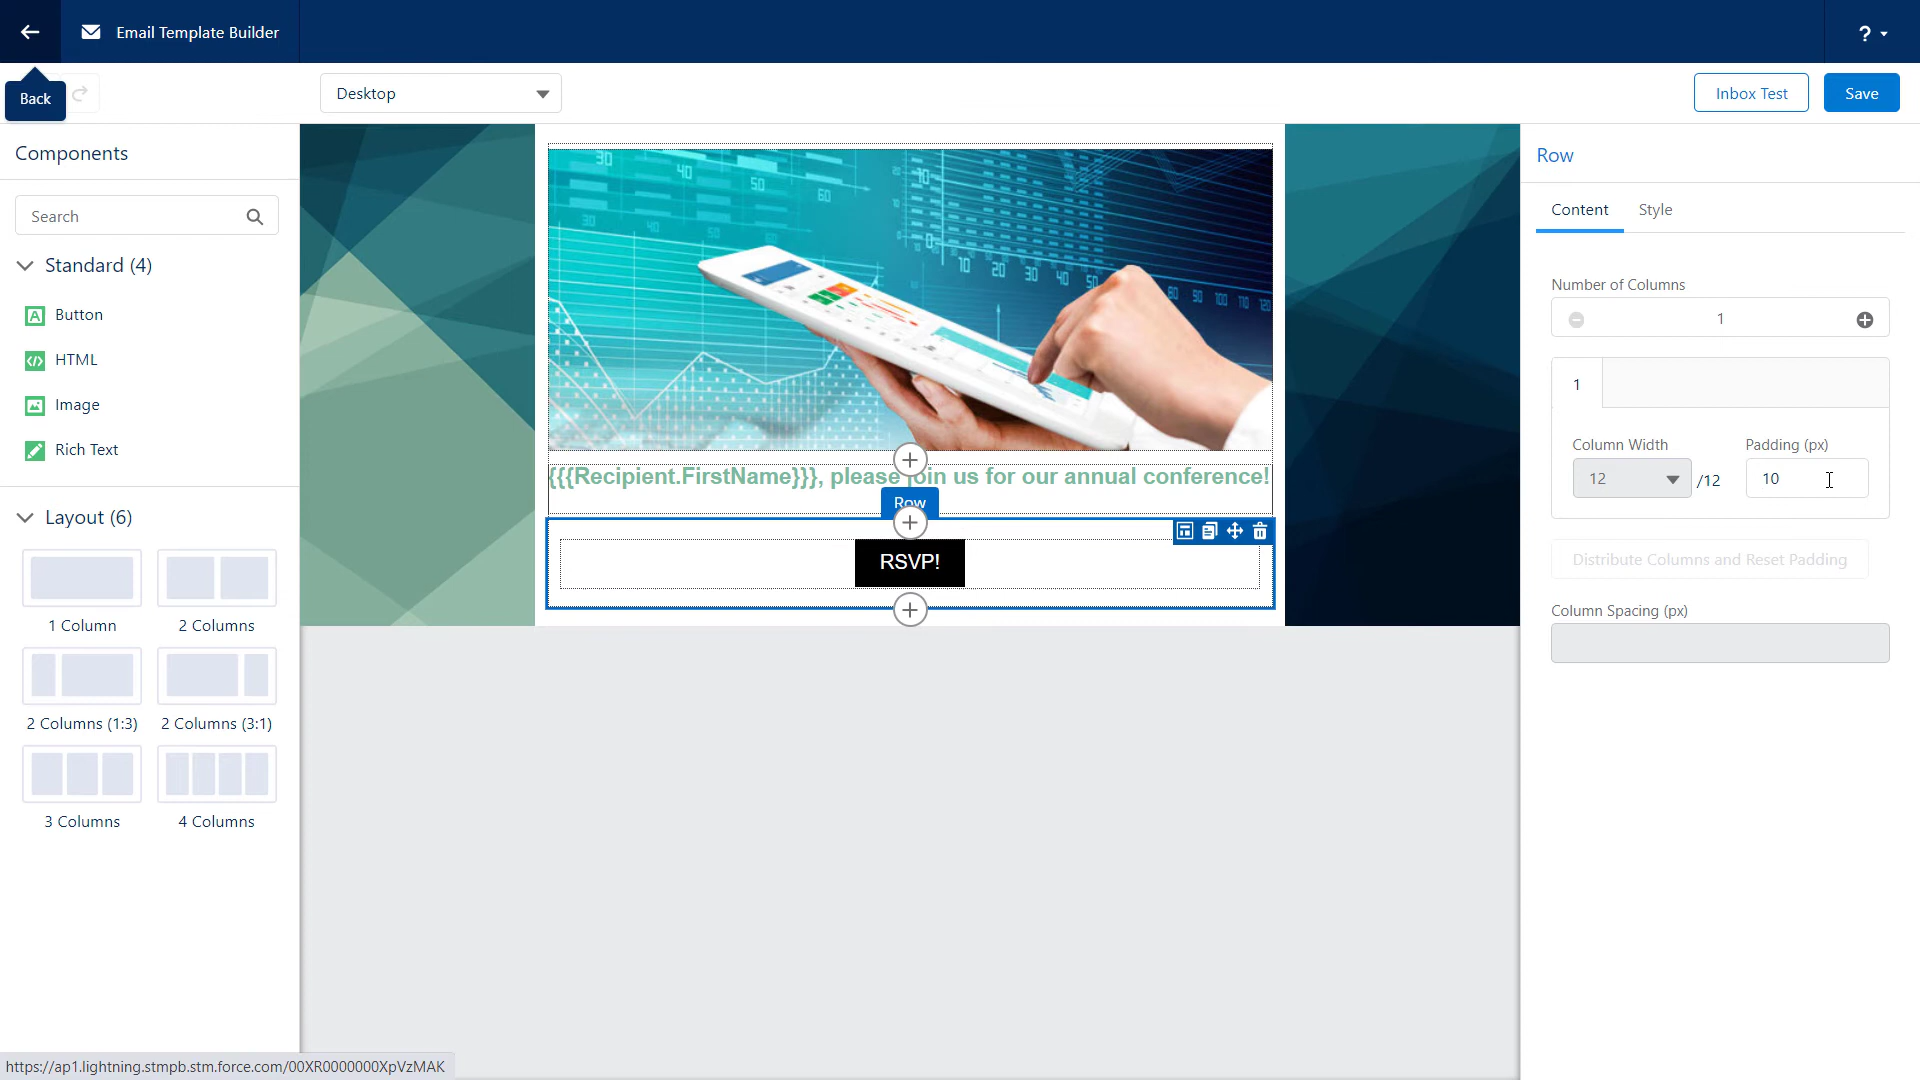 Email Template Builder
?
Back
Desktop
Inbox Test
Save
Components
Search
Standard (4)
Button
HTML
Image
Rich Text
Layout (6)
1 Column
2 Columns
2 Columns (1:3)
2 Columns (3:1)
3 Columns
4 Columns
{{{Recipient.FirstName}}}, please join us for our annual conference!
Row
RSVP!
Row
Content
Style
Number of Columns
1
1
Column Width
Padding (px)
12
/12
10
Distribute Columns and Reset Padding
Column Spacing (px)
https://ap1.lightning.stmpb.stm.force.com/00XR0000000XpVzMAK